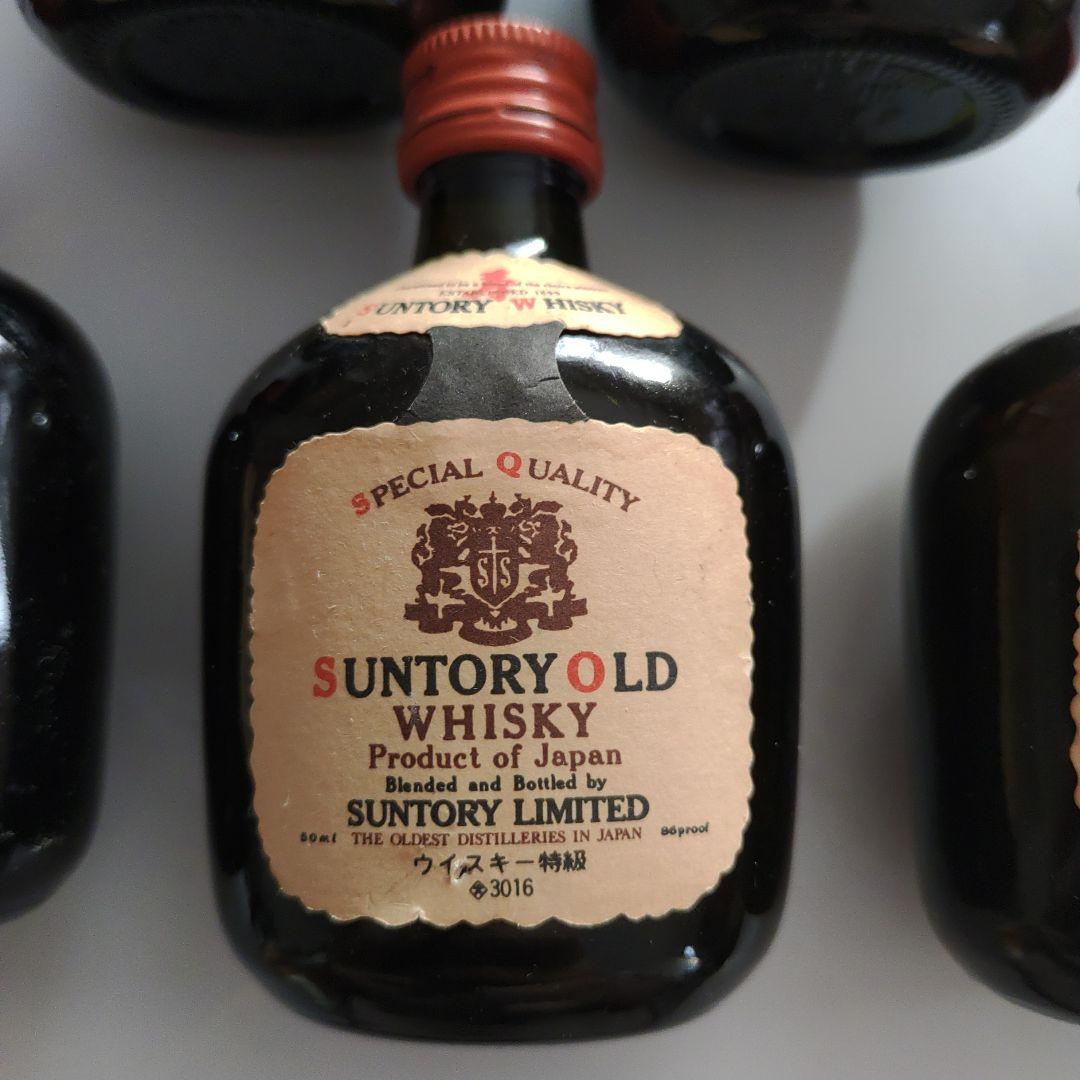 SUNTORY WHISKY
SPECIAL QUALITY
SS
SUNTORY OLD
WHISKY
Product of Japan
Blended and Bottled by
SUNTORY LIMITED
50ml THE OLDEST DISTILLERIES IN JAPAN 86proof
ウイスキー特級
3016